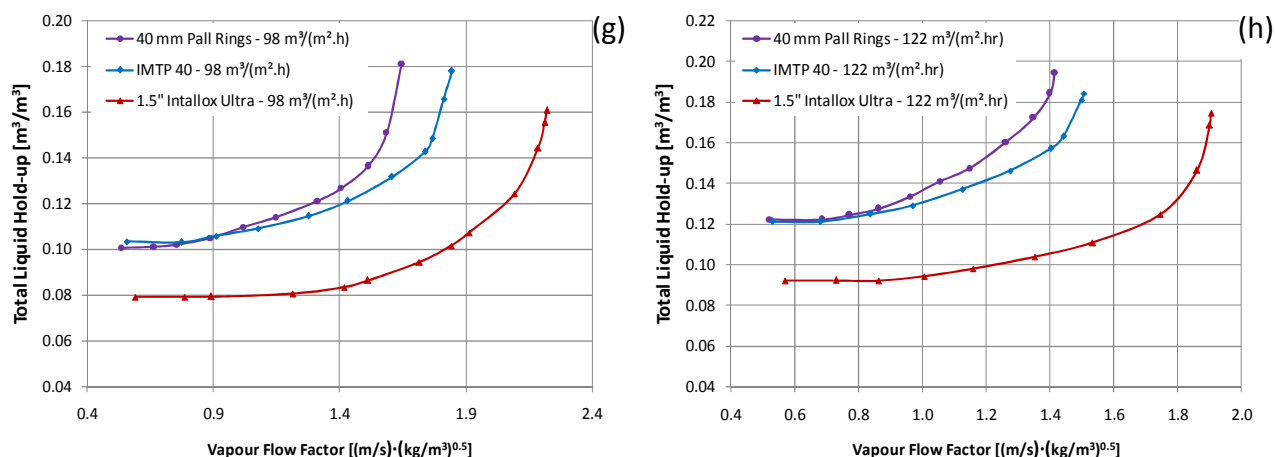 (g)
Total Liquid Hold-up [m³/m³]
0.20
0.18
0.16
0.14
0.12
0.10
0.08
0.06
0.04
40 mm Pall Rings - 98 m³/(m².h)
IMTP 40 - 98 m³/(m².h)
1.5" Intallox Ultra - 98 m³/(m².h)
0.4 0.9 1.4 1.9 2.4
Vapour Flow Factor [(m/s)·(kg/m³)⁰·⁵]
(h)
Total Liquid Hold-up [m³/m³]
0.22
0.20
0.18
0.16
0.14
0.12
0.10
0.08
0.06
0.04
40 mm Pall Rings - 122 m³/(m².hr)
IMTP 40 - 122 m³/(m².hr)
1.5" Intallox Ultra - 122 m³/(m².hr)
0.4 0.6 0.8 1.0 1.2 1.4 1.6 1.8 2.0
Vapour Flow Factor [(m/s)·(kg/m³)⁰·⁵]